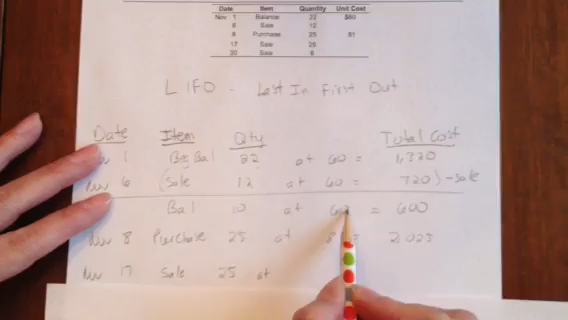 Date Item Quantity Unit Cost
Nov 1 Balance 22 $60
6 Sale 12
8 Purchase 25 81
17 Sale 25
20 Sale 6
LIFO - Last In First Out
Date Item Qty Total Cost
Nov 1 Beg Bal 22 at 60 = 1,320
Nov 6 (Sale 12 at 60 = 720) - sale
Bal 10 at = 600
Nov 8 Purchase 25 at 2,025
Nov 17 Sale 25 at